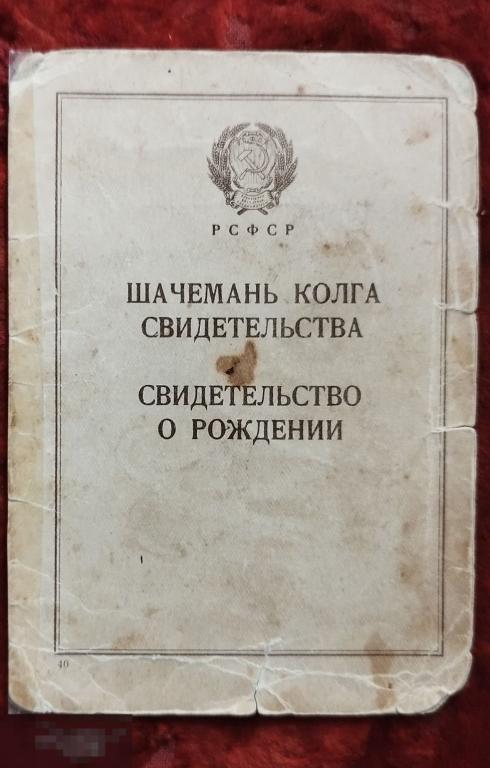 РСФСР
ШАЧЕМАНЬ КОЛГА
СВИДЕТЕЛЬСТВА
СВИДЕТЕЛЬСТВО
О РОЖДЕНИИ
40